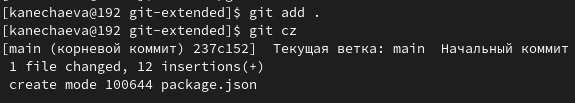 [kanechaeva@192 git-extended]$ git add .
[kanechaeva@192 git-extended]$ git cz
[main (корневой коммит) 237c152]  Текущая ветка: main  Начальный коммит
 1 file changed, 12 insertions(+)
 create mode 100644 package.json